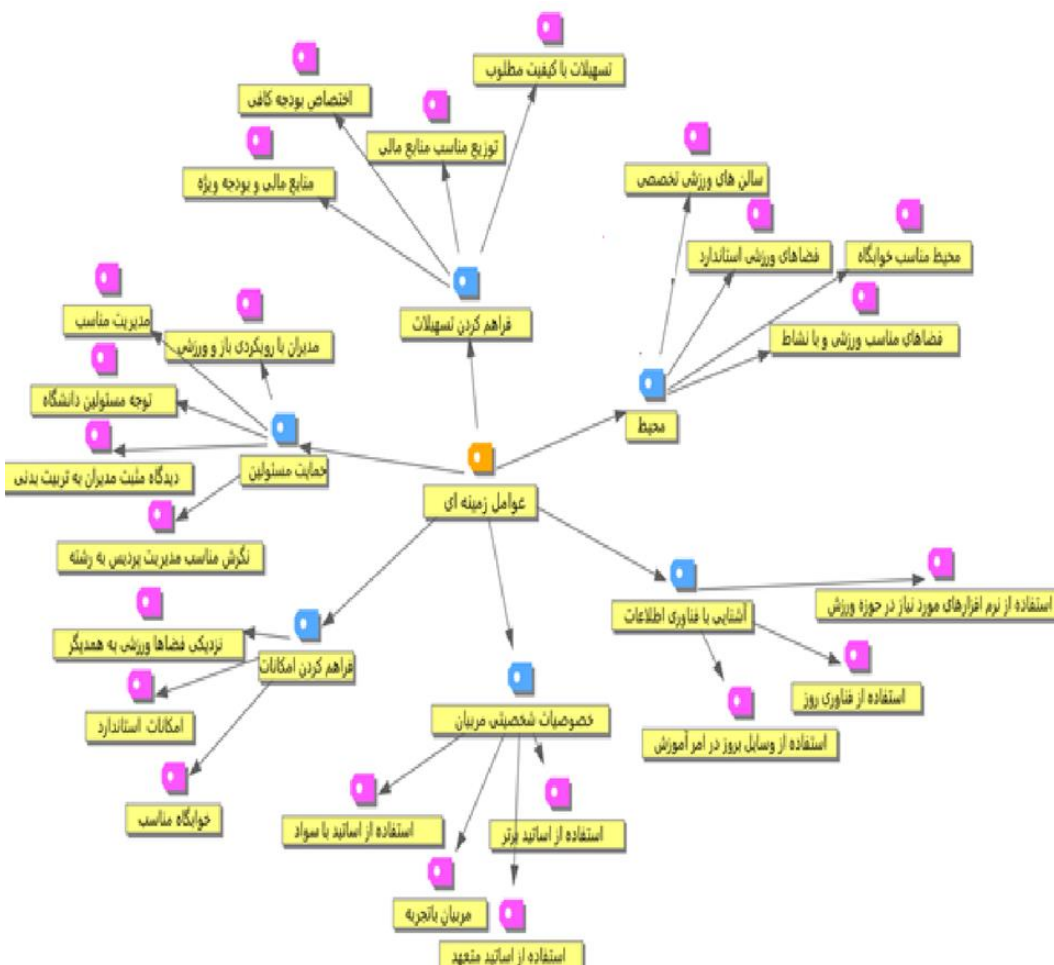 تسهیلات با کیفیت مطلوب
اختصاص بودجه کافی
توزیع مناسب منابع مالی
منابع مالی و بودجه ویژه
سالن های ورزشی تخصصی
فضاهای ورزشی استاندارد
محیط مناسب خوابگاه
مدیریت مناسب
فراهم کردن تسهیلات
فضاهای مناسب ورزشی و با نشاط
مدیران با رویکردی باز و ورزشی
توجه مسئولین دانشگاه
محیط
حمایت مسئولین
دیدگاه مثبت مدیران به تربیت بدنی
عوامل زمینه ای
نگرش مناسب مدیریت پردیس به رشته
استفاده از نرم افزارهای مورد نیاز در حوزه ورزش
آشنایی با فناوری اطلاعات
نزدیکی فضاها ورزشی به همدیگر
فراهم کردن امکانات
استفاده از فناوری روز
خصوصیات شخصیتی مربیان
امکانات استاندارد
استفاده از وسایل بروز در امر آموزش
خوابگاه مناسب
استفاده از اساتید با سواد
استفاده از اساتید برتر
مربیان باتجربه
استفاده از اساتید متعهد